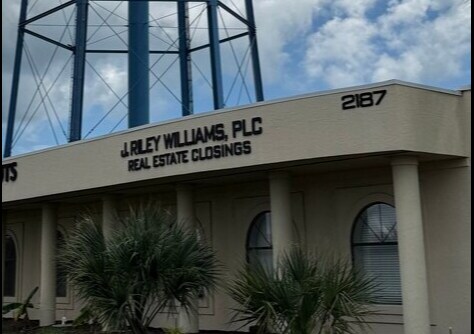 J. RILEY WILLIAMS, PLC
REAL ESTATE CLOSINGS
2187